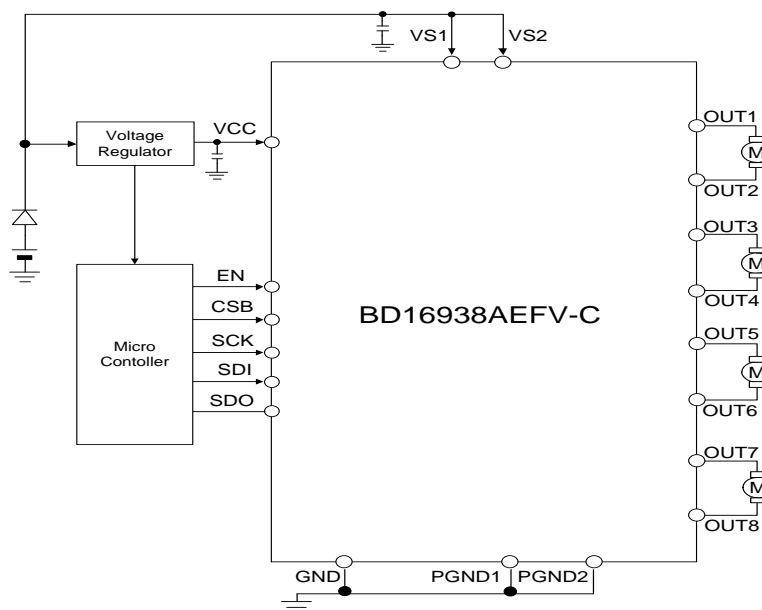 VS1
VS2
Voltage
Regulator
VCC
OUT1
M
OUT2
OUT3
M
OUT4
EN
CSB
SCK
SDI
SDO
Micro
Contoller
BD16938AEFV-C
OUT5
M
OUT6
OUT7
M
OUT8
GND
PGND1
PGND2